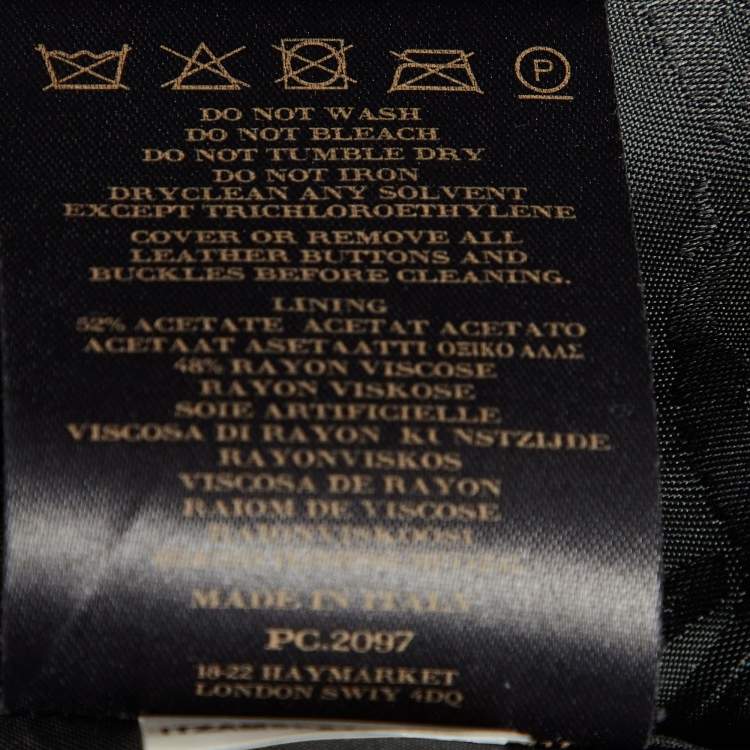 P
DO NOT WASH
DO NOT BLEACH
DO NOT TUMBLE DRY
DO NOT IRON
DRYCLEAN ANY SOLVENT
EXCEPT TRICHLOROETHYLENE
COVER OR REMOVE ALL
LEATHER BUTTONS AND
BUCKLES BEFORE CLEANING.
LINING
52% ACETATE ACETAT ACETATO
ACETAAT ASETAATTI ΟΞΙΚΟ ΑΛΑΣ
48% RAYON VISCOSE
RAYON VISKOSE
SOIE ARTIFICIELLE
VISCOSA DI RAYON KUNSTZIJDE
RAYONVISKOS
VISCOSA DE RAYON
RAIOM DE VISCOSE
MADE IN ITALY
PC.2097
18-22 HAYMARKET
LONDON SW1Y 4DQ